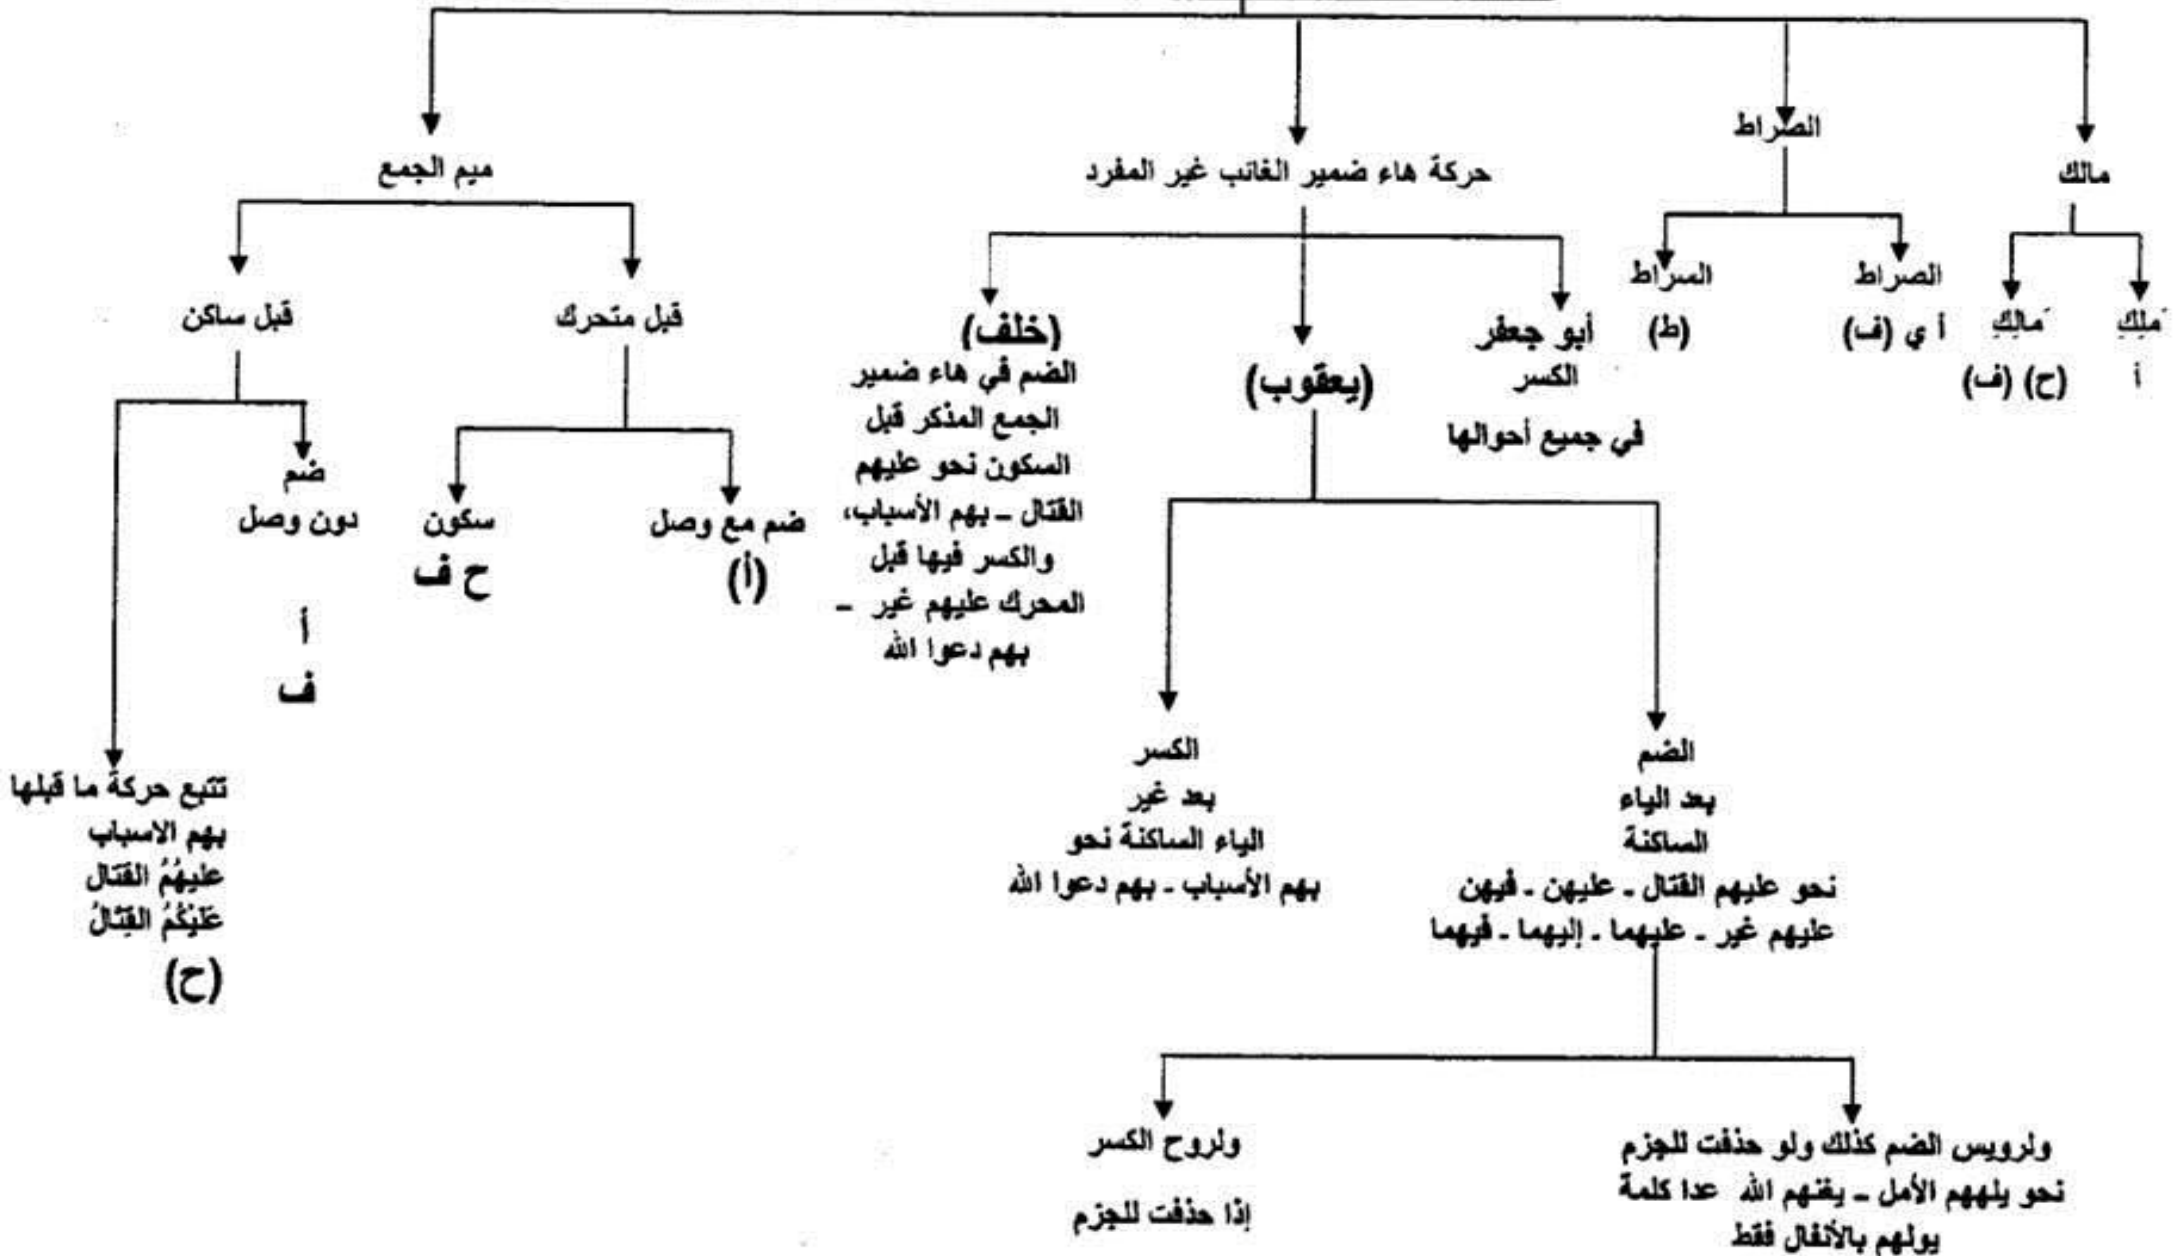 مالك
مَلِكِ
أ
مَالِكِ
(ح) (ف)
الصراط
الصراط
أ ي (ف)
السراط
(ط)
حركة هاء ضمير الغائب غير المفرد
أبو جعفر
الكسر
في جميع أحوالها
(يعقوب)
الضم
بعد الياء
الساكنة
نحو عليهم القتال ـ عليهن ـ فيهن
عليهم غير ـ عليهما ـ إليهما ـ فيهما
ولرويس الضم كذلك ولو حذفت للجزم
نحو يلههم الأمل ـ يغنهم الله عدا كلمة
يولهم بالأنفال فقط
ولروح الكسر
إذا حذفت للجزم
الكسر
بعد غير
الياء الساكنة نحو
بهم الأسباب ـ بهم دعوا الله
(خلف)
الضم في هاء ضمير
الجمع المذكر قبل
السكون نحو عليهم
القتال ـ بهم الأسباب،
والكسر فيها قبل
المحرك عليهم غير ـ
بهم دعوا الله
ميم الجمع
قبل متحرك
ضم مع وصل
(أ)
سكون
ح ف
قبل ساكن
ضم
دون وصل
أ
ف
تتبع حركة ما قبلها
بهم الاسباب
عليهُمُ القتال
عَلَيْكُمُ القِتَالُ
(ح)